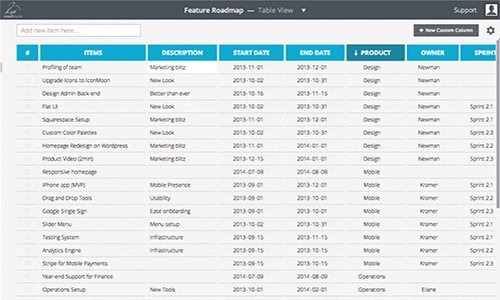 Feature Roadmap — Table View
Support
Add new item here...
+ New Custom Column
# ITEMS DESCRIPTION START DATE END DATE ↓ PRODUCT OWNER SPRINT
Profiling of team Marketing blitz 2013-11-01 2013-12-01 Design Newman
Upgrade Icons to IconMoon New Look 2013-10-02 2013-10-31 Design Newman
Design Admin Back-end Better than ever 2013-10-16 2013-11-15 Design Newman
Flat UI New Look 2013-10-03 2013-10-31 Design Newman Sprint 2.1
Squarespace Setup Marketing blitz 2013-11-01 2013-12-01 Design Newman Sprint 2.2
Custom Color Palettes New Look 2013-10-02 2013-10-31 Design Newman Sprint 2.1
Homepage Redesign on Wordpress Marketing blitz 2013-11-01 2014-01-01 Design Newman Sprint 2.2
Product Video (2min) Marketing blitz 2013-12-15 2014-01-01 Design Newman Sprint 2.3
Responsive homepage 2014-07-09 2014-08-09 Mobile
iPhone app [MVP] Mobile Presence 2013-09-01 2013-12-01 Mobile Kramer Sprint 2.1
Drag and Drop Tools Usability 2013-09-01 2013-10-01 Mobile Kramer Sprint 2.2
Google Single Sign Ease onboarding 2013-09-01 2013-10-01 Mobile Kramer Sprint 2.3
Slider Menu Menu setup 2013-10-02 2013-10-31 Mobile Kramer Sprint 2.1
Testing System Infrastructure 2013-09-15 2013-11-15 Mobile Kramer Sprint 2.2
Analytics Engine Infrastructure 2013-09-15 2013-10-15 Mobile Kramer Sprint 2.2
Stripe for Mobile Payments 2013-09-15 2013-10-15 Mobile Kramer Sprint 2.3
Year-end Support for Finance 2014-07-09 2014-08-09 Operations
Operations Setup New Tools 2013-10-01 2014-02-01 Operations Eliane